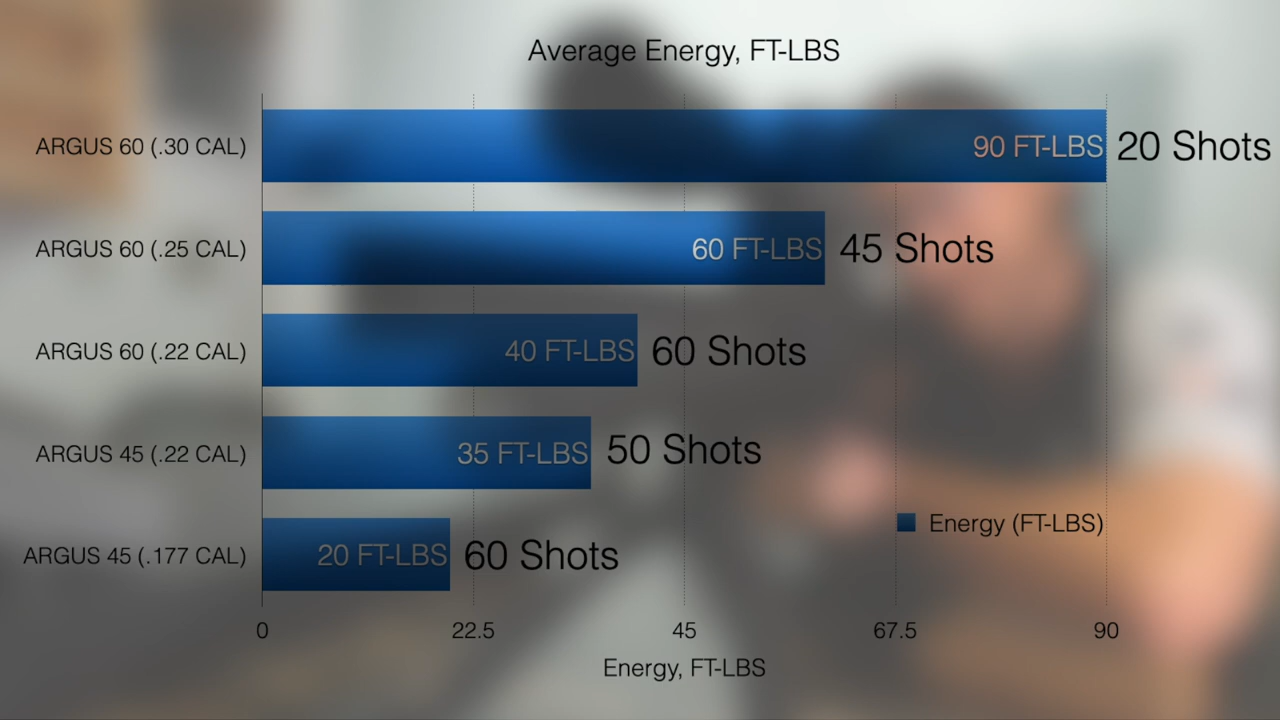 Average Energy, FT-LBS
ARGUS 60 (.30 CAL) 90 FT-LBS 20 Shots
ARGUS 60 (.25 CAL) 60 FT-LBS 45 Shots
ARGUS 60 (.22 CAL) 40 FT-LBS 60 Shots
ARGUS 45 (.22 CAL) 35 FT-LBS 50 Shots
Energy (FT-LBS)
ARGUS 45 (.177 CAL) 20 FT-LBS 60 Shots
0 22.5 45 67.5 90
Energy, FT-LBS